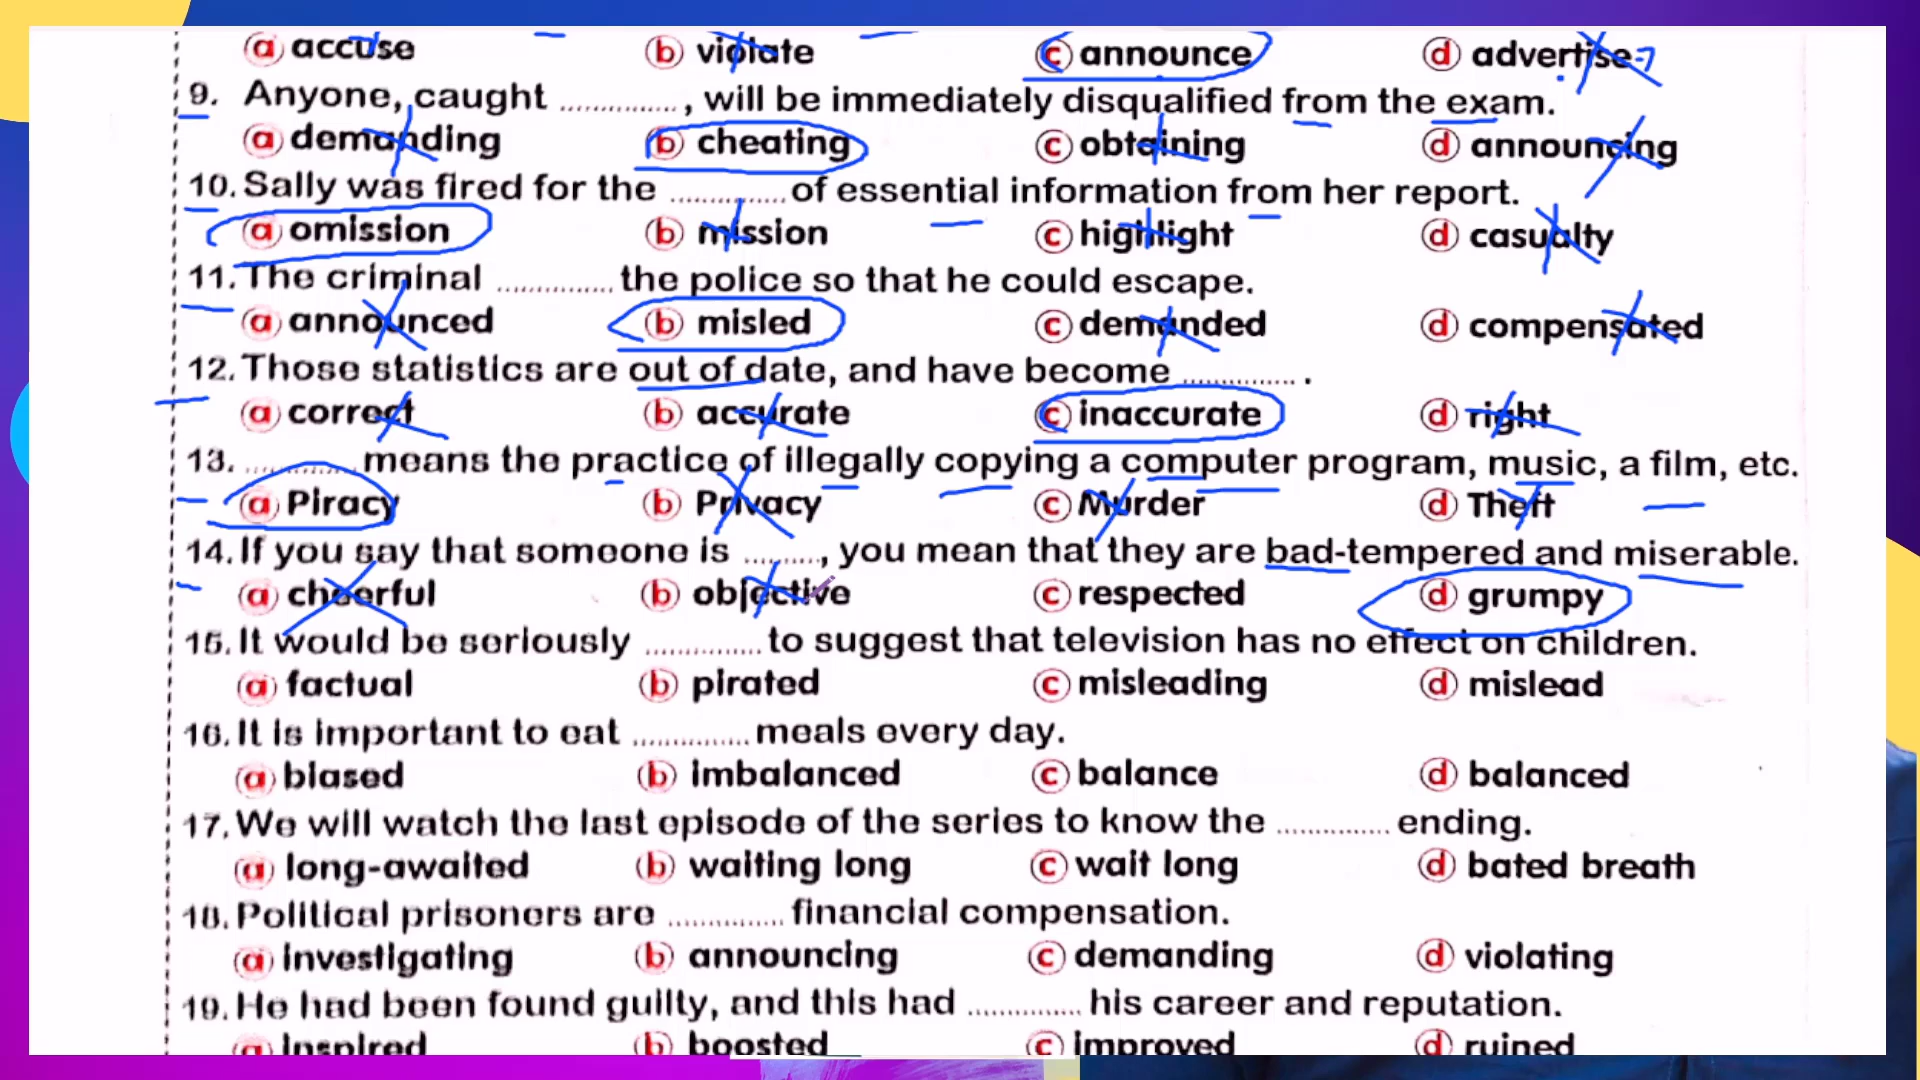 a accuse b violate c announce d advertise
9. Anyone, caught .............. , will be immediately disqualified from the exam.
a demanding b cheating c obtaining d announcing
10. Sally was fired for the .............. of essential information from her report.
a omission b mission c highlight d casualty
11. The criminal .............. the police so that he could escape.
a announced b misled c demanded d compensated
12. Those statistics are out of date, and have become .............. .
a correct b accurate c inaccurate d right
13. .............. means the practice of illegally copying a computer program, music, a film, etc.
a Piracy b Privacy c Murder d Theft
14. If you say that someone is ........., you mean that they are bad-tempered and miserable.
a cheerful b objective c respected d grumpy
15. It would be seriously .............. to suggest that television has no effect on children.
a factual b pirated c misleading d mislead
16. It is important to eat .............. meals every day.
a biased b imbalanced c balance d balanced
17. We will watch the last episode of the series to know the .............. ending.
a long-awaited b waiting long c wait long d bated breath
18. Political prisoners are .............. financial compensation.
a investigating b announcing c demanding d violating
19. He had been found guilty, and this had .............. his career and reputation.
a inspired b boosted c improved d ruined